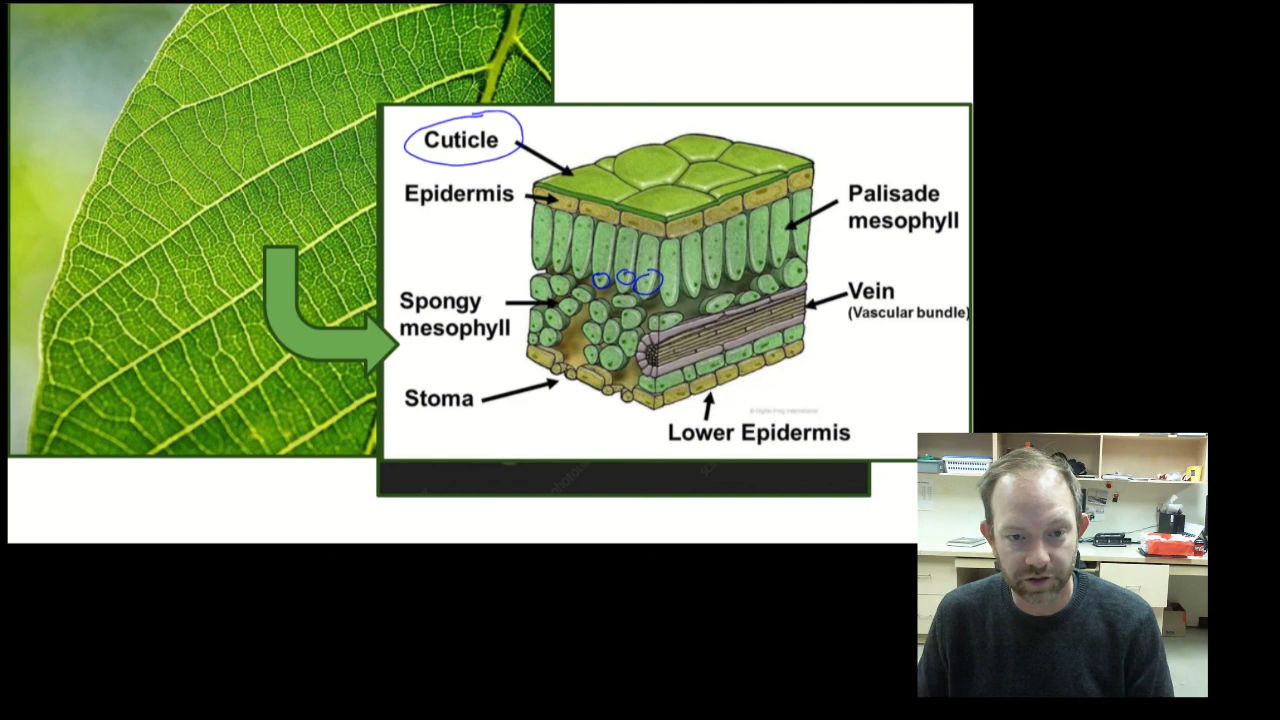 Cuticle
Epidermis
Palisade
mesophyll
Spongy
mesophyll
Vein
(Vascular bundle)
Stoma
Lower Epidermis
© Digital Frog International